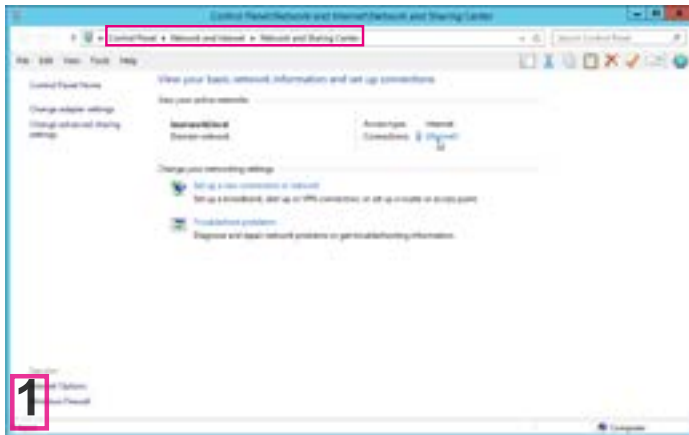 Control Panel\Network and Internet\Network and Sharing Center
Control Panel Network and Internet Network and Sharing Center
Search Control Panel
File Edit View Tools Help
Control Panel Home
View your basic network information and set up connections
Change adapter settings
View your active networks
Change advanced sharing
settings
Access type: Internet
Domain network
Connections: Ethernet
Change your networking settings
Set up a new connection or network
Set up a broadband, dial-up or VPN connection; or set up a router or access point.
Troubleshoot problems
Diagnose and repair network problems or get troubleshooting information.
See also
Internet Options
Windows Firewall
1
Computer